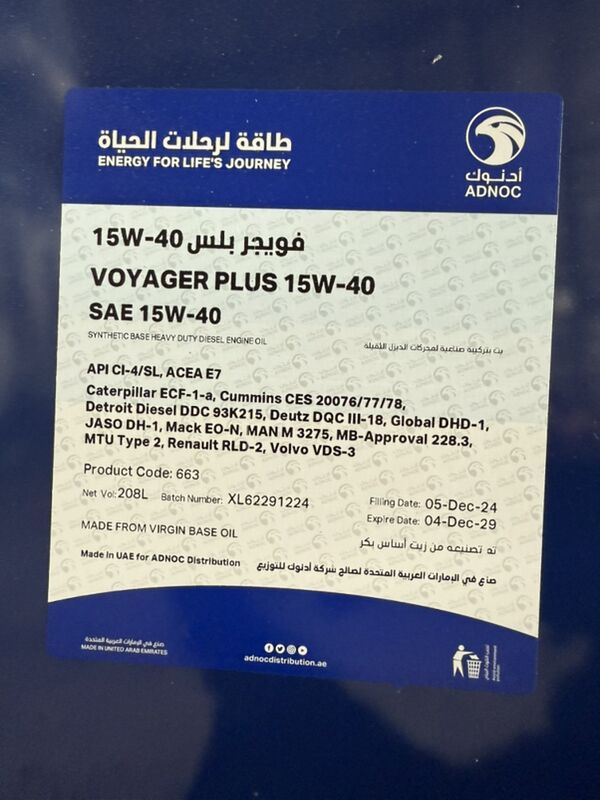 طاقة لرحلات الحياة
ENERGY FOR LIFE'S JOURNEY
أدنوك
ADNOC
فويجر بلس 15W-40
VOYAGER PLUS 15W-40
SAE 15W-40
SYNTHETIC BASE HEAVY DUTY DIESEL ENGINE OIL
يت بتركيبة صناعية لمحركات الديزل الثقيلة
API CI-4/SL, ACEA E7
Caterpillar ECF-1-a, Cummins CES 20076/77/78,
Detroit Diesel DDC 93K215, Deutz DQC III-18, Global DHD-1,
JASO DH-1, Mack EO-N, MAN M 3275, MB-Approval 228.3,
MTU Type 2, Renault RLD-2, Volvo VDS-3
Product Code: 663
Net Vol: 208L Batch Number: XL62291224
Filling Date: 05-Dec-24
Expire Date: 04-Dec-29
MADE FROM VIRGIN BASE OIL
تم تصنيعه من زيت أساس بكر
Made in UAE for ADNOC Distribution
صنع في الإمارات العربية المتحدة لصالح شركة أدنوك للتوزيع
صنع في الإمارات العربية المتحدة
MADE IN UNITED ARAB EMIRATES
adnocdistribution.ae